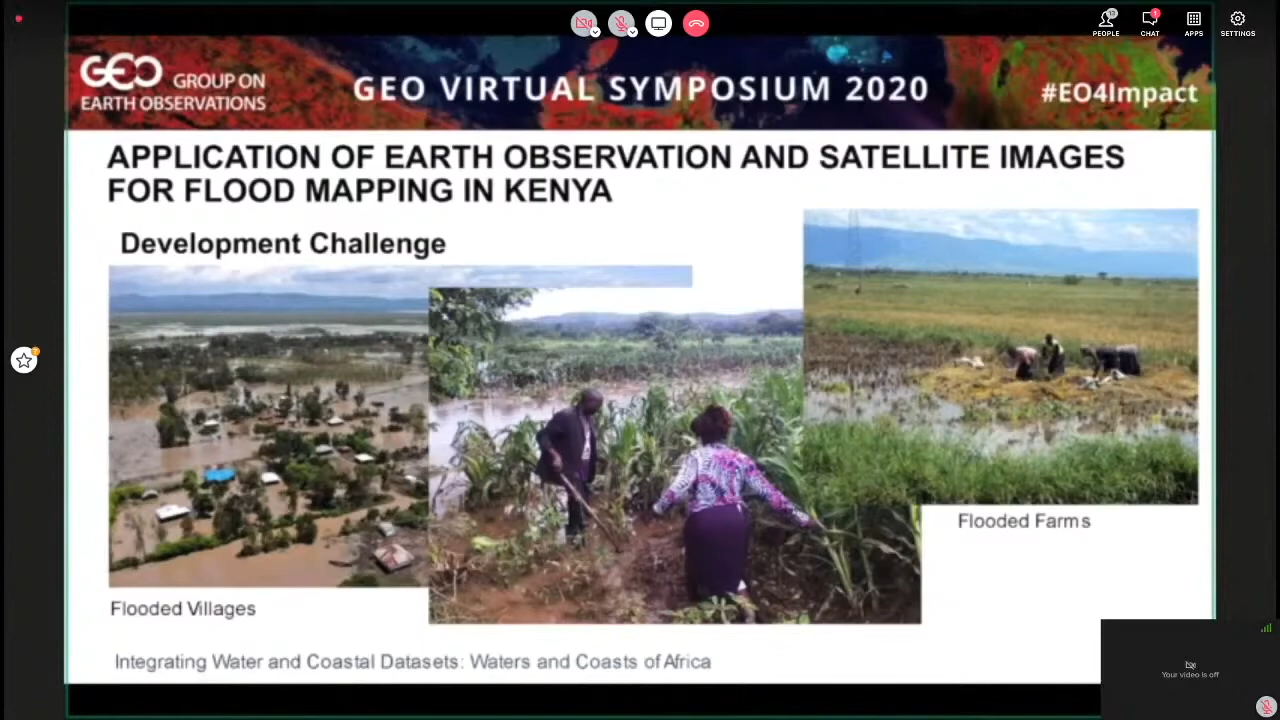 PEOPLE
CHAT
APPS
SETTINGS
13
1
GEO GROUP ON
EARTH OBSERVATIONS
GEO VIRTUAL SYMPOSIUM 2020
#EO4Impact
APPLICATION OF EARTH OBSERVATION AND SATELLITE IMAGES
FOR FLOOD MAPPING IN KENYA
Development Challenge
Flooded Farms
Flooded Villages
Integrating Water and Coastal Datasets: Waters and Coasts of Africa
Your video is off